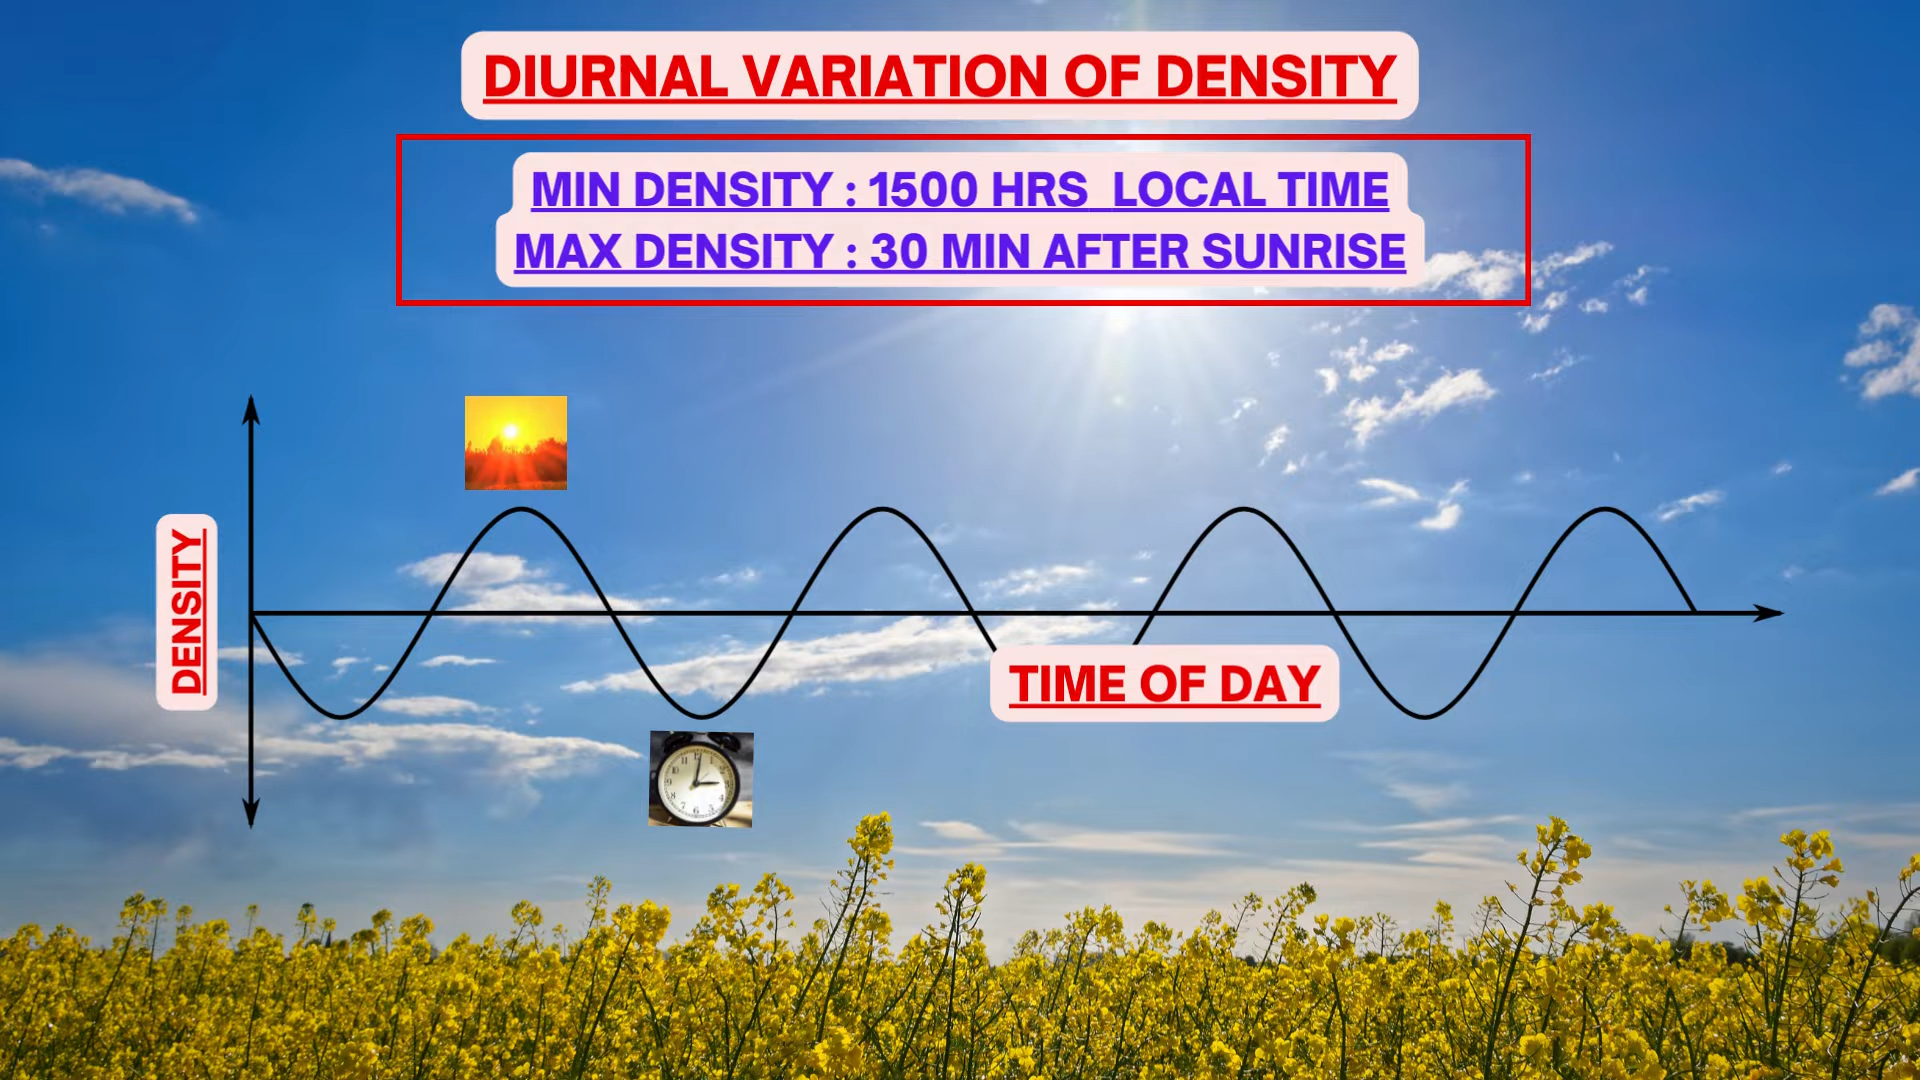 DIURNAL VARIATION OF DENSITY
MIN DENSITY : 1500 HRS LOCAL TIME
MAX DENSITY : 30 MIN AFTER SUNRISE
DENSITY
TIME OF DAY